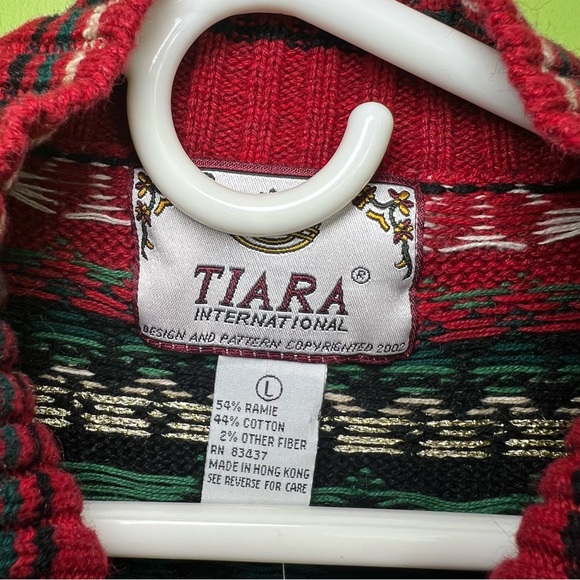 TIARA ®
INTERNATIONAL
DESIGN AND PATTERN COPYRIGHTED 2002
L
54% RAMIE
44% COTTON
2% OTHER FIBER
RN 83437
MADE IN HONG KONG
SEE REVERSE FOR CARE